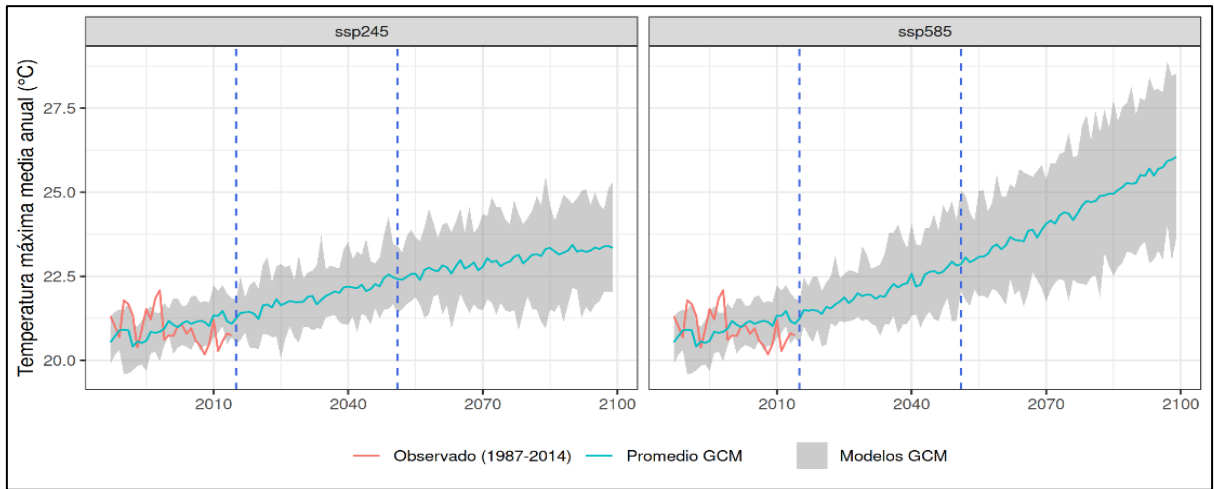 ssp245
ssp585
Temperatura máxima media anual (°C)
27.5
25.0
22.5
20.0
2010
2040
2070
2100
2010
2040
2070
2100
Observado (1987-2014)
Promedio GCM
Modelos GCM